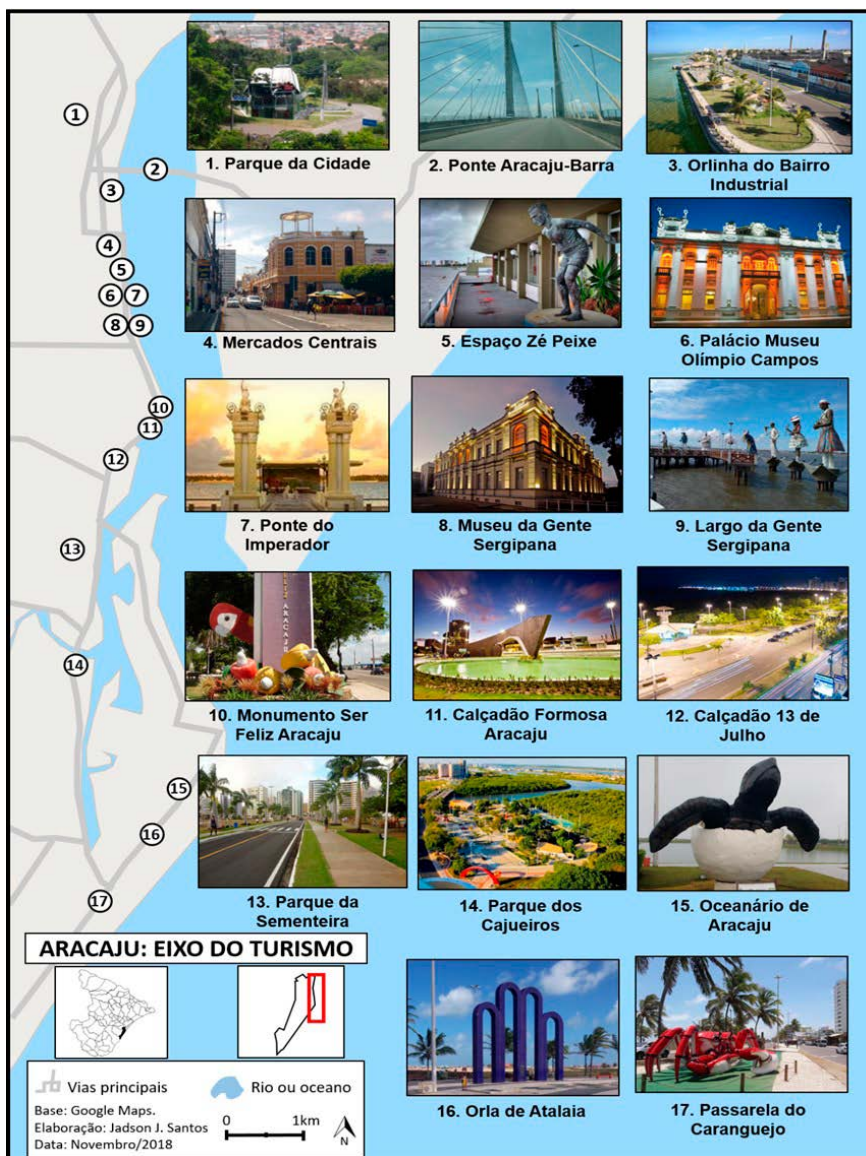 1
2
3
4
5
6 7
8 9
10
11
12
13
14
15
16
17
1. Parque da Cidade
2. Ponte Aracaju-Barra
3. Orlinha do Bairro
Industrial
4. Mercados Centrais
5. Espaço Zé Peixe
6. Palácio Museu
Olímpio Campos
7. Ponte do
Imperador
8. Museu da Gente
Sergipana
9. Largo da Gente
Sergipana
10. Monumento Ser
Feliz Aracaju
11. Calçadão Formosa
Aracaju
12. Calçadão 13 de
Julho
13. Parque da
Sementeira
14. Parque dos
Cajueiros
15. Oceanário de
Aracaju
16. Orla de Atalaia
17. Passarela do
Caranguejo
ARACAJU: EIXO DO TURISMO
Vias principais
Rio ou oceano
Base: Google Maps.
Elaboração: Jadson J. Santos
Data: Novembro/2018
0 1km
N